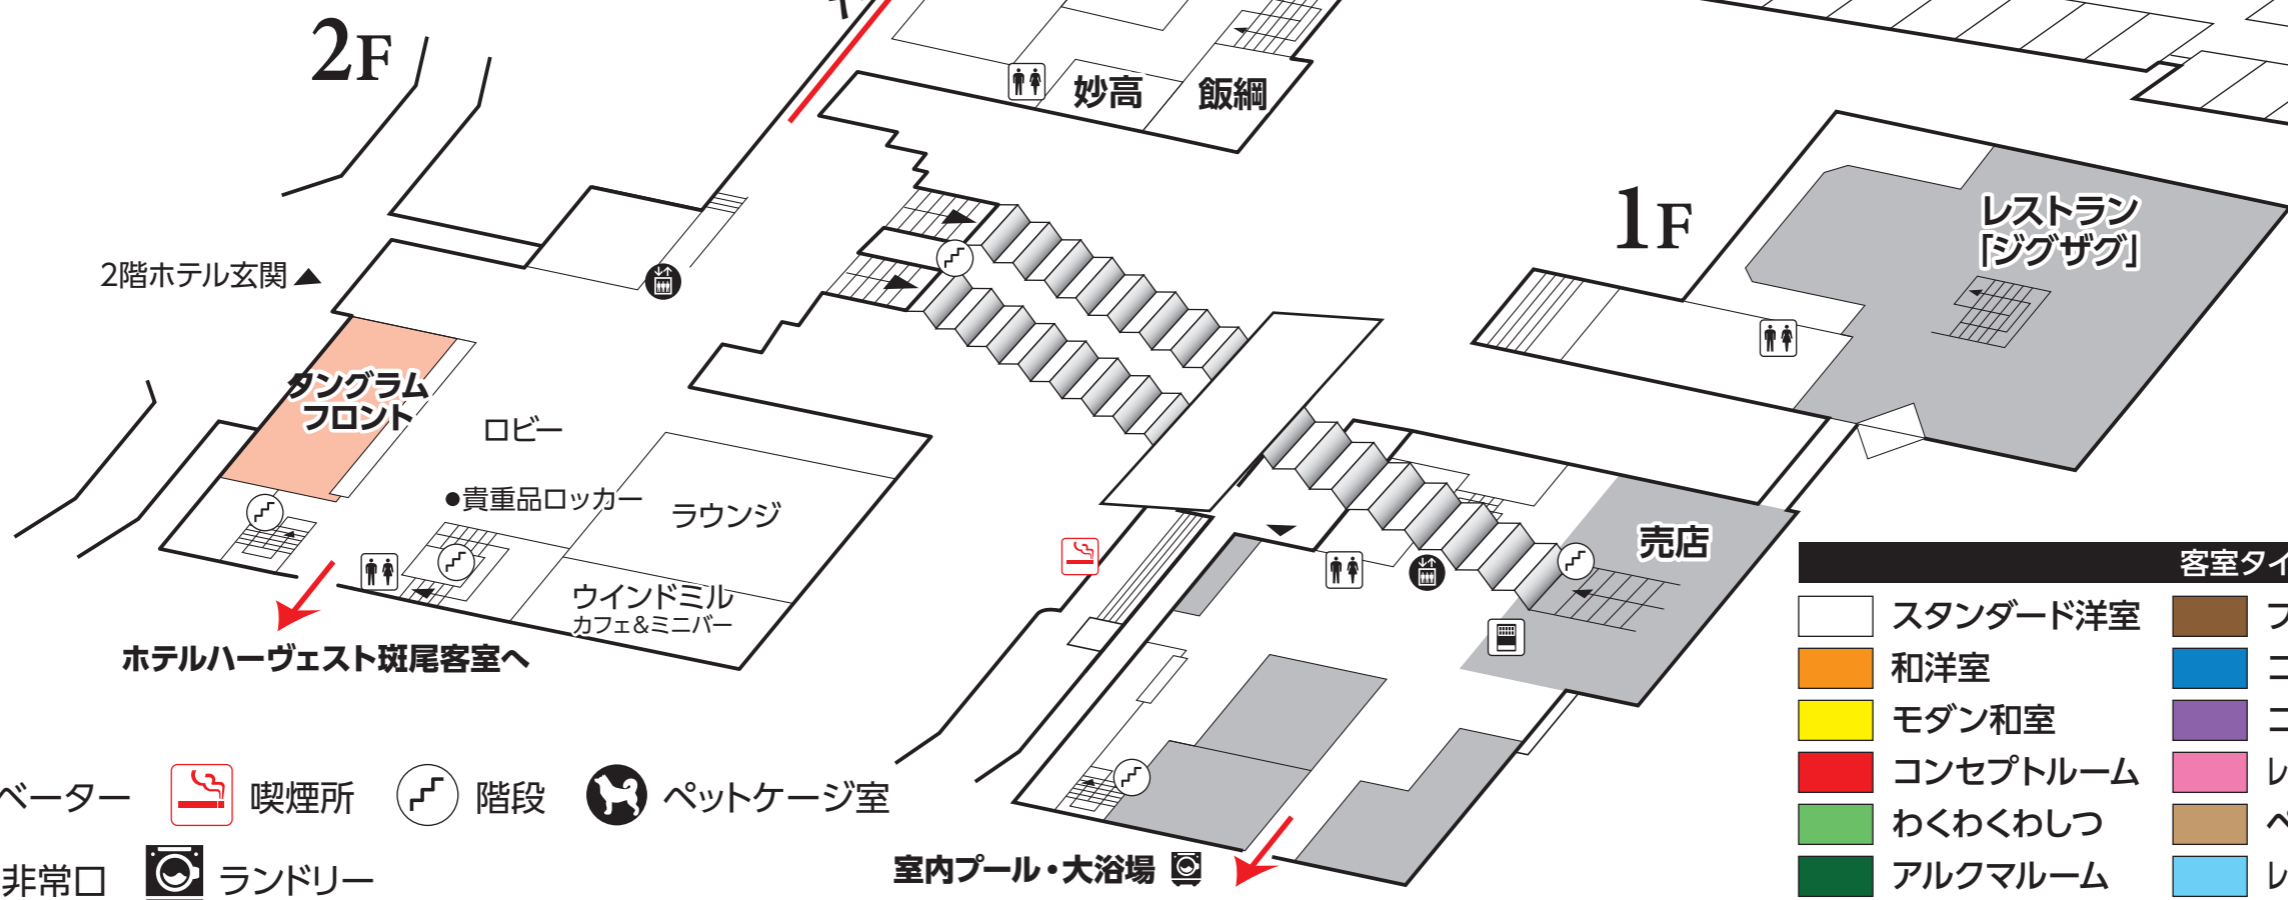 2F
妙高
飯綱
1F
レストラン
「ジグザグ」
2階ホテル玄関▲
タングラム
フロント
ロビー
●貴重品ロッカー
ラウンジ
ウインドミル
カフェ&ミニバー
売店
ホテルハーヴェスト斑尾客室へ
室内プール・大浴場
ベーター
喫煙所
階段
ペットケージ室
非常口
ランドリー
客室タイ
スタンダード洋室
和洋室
モダン和室
コンセプトルーム
わくわくわしつ
アルクマルーム